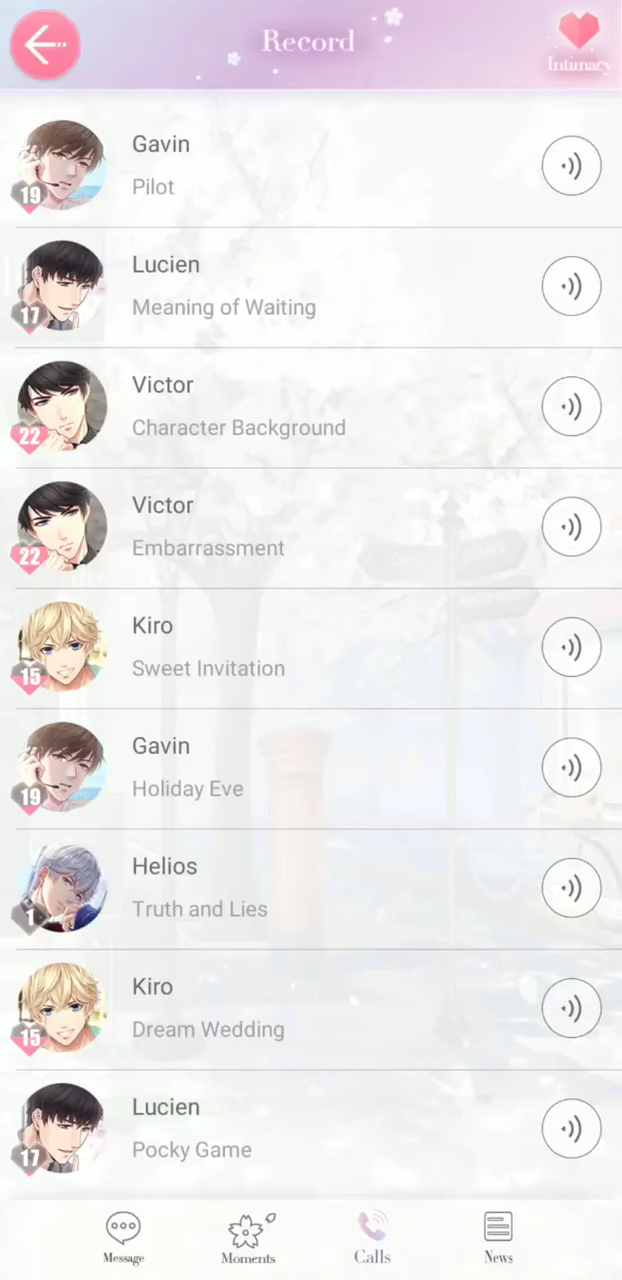 Record
Intimacy
Gavin
19
Pilot
Lucien
17
Meaning of Waiting
Victor
22
Character Background
Victor
22
Embarrassment
Kiro
15
Sweet Invitation
Gavin
19
Holiday Eve
Helios
1
Truth and Lies
Kiro
15
Dream Wedding
Lucien
17
Pocky Game
Message
Moments
Calls
News